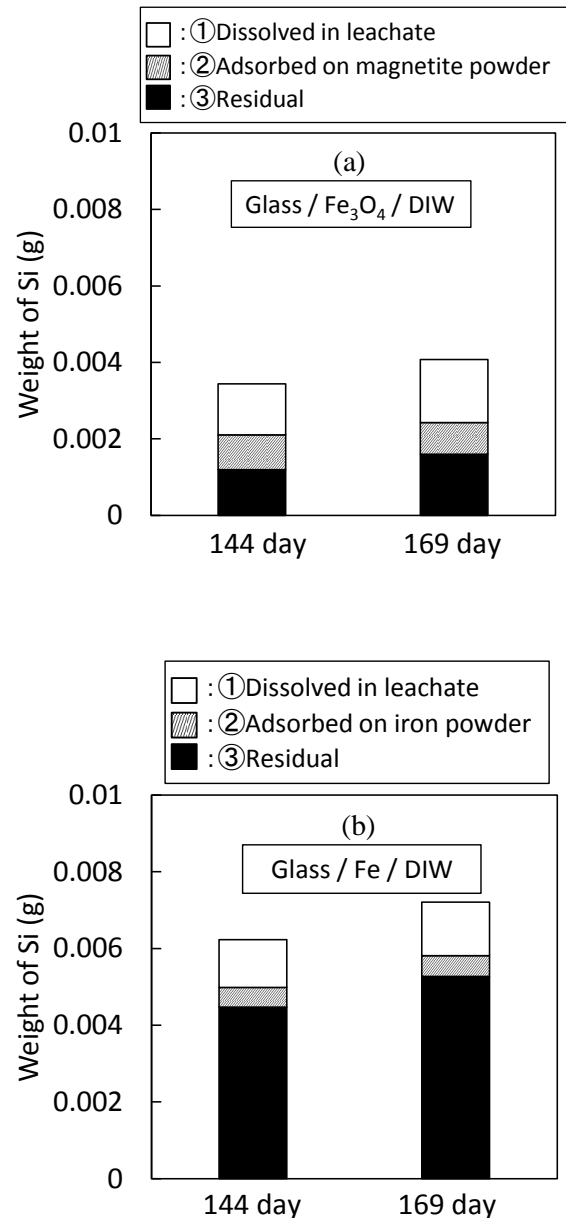 : ①Dissolved in leachate
: ②Adsorbed on magnetite powder
: ③Residual
0.01
0.008
0.006
0.004
0.002
0
Weight of Si (g)
(a)
Glass / Fe₃O₄ / DIW
144 day
169 day
: ①Dissolved in leachate
: ②Adsorbed on iron powder
: ③Residual
0.01
0.008
0.006
0.004
0.002
0
Weight of Si (g)
(b)
Glass / Fe / DIW
144 day
169 day